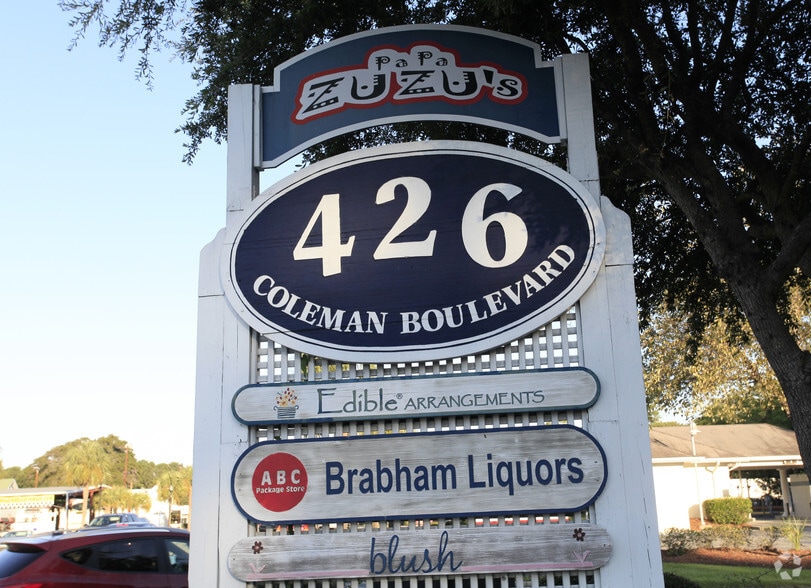 PaPa
ZUZU's
426
COLEMAN BOULEVARD
Edible® ARRANGEMENTS
ABC
Package Store
Brabham Liquors
blush